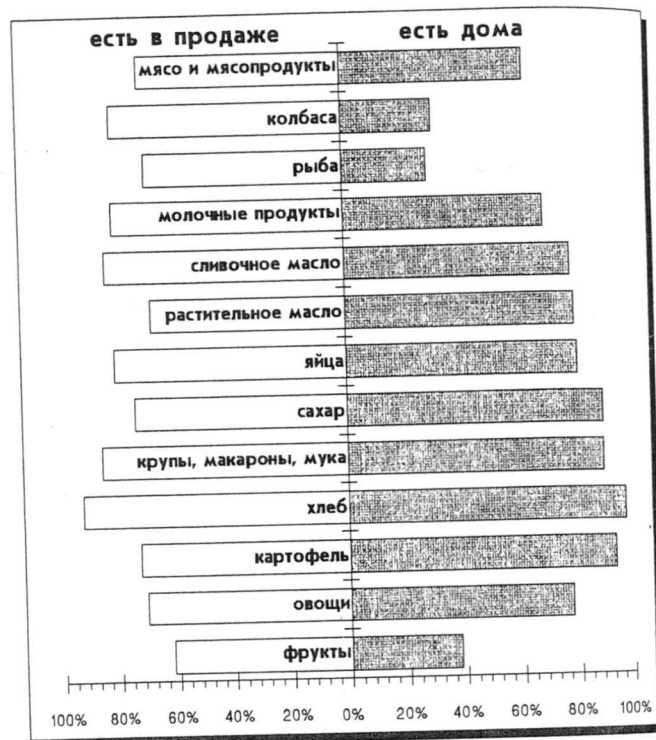 есть в продаже есть дома
мясо и мясопродукты
колбаса
рыба
молочные продукты
сливочное масло
растительное масло
яйца
сахар
крупы, макароны, мука
хлеб
картофель
овощи
фрукты
100% 80% 60% 40% 20% 0% 20% 40% 60% 80% 100%